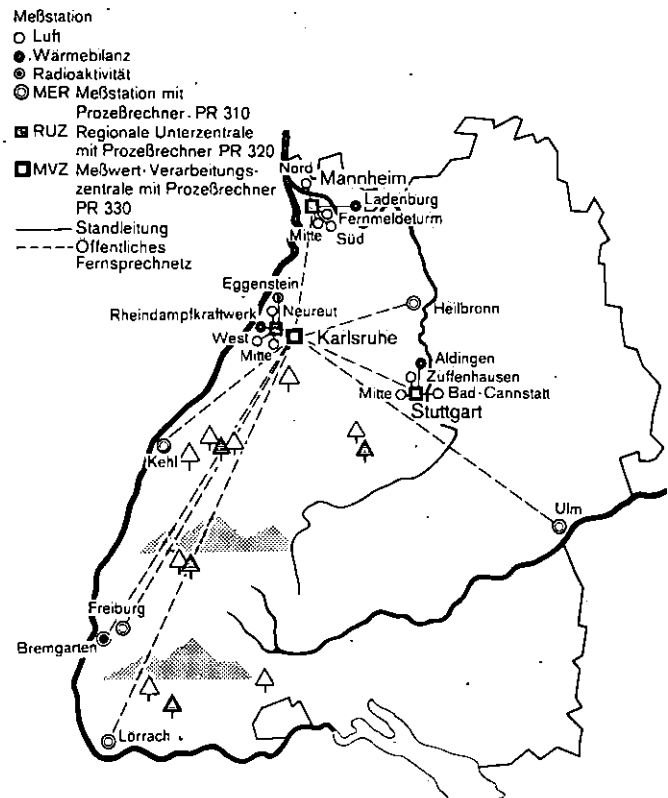 Meßstation
Luft
Wärmebilanz
Radioaktivität
MER Meßstation mit
Prozeßrechner PR 310
RUZ Regionale Unterzentrale
mit Prozeßrechner PR 320
MVZ Meßwert-Verarbeitungs-
zentrale mit Prozeßrechner
PR 330
Standleitung
Öffentliches
Fernsprechnetz
Nord
Mannheim
Ladenburg
Fernmeldeturm
Mitte
Süd
Eggenstein
Rheindampfkraftwerk
Neureut
West
Karlsruhe
Mitte
Heilbronn
Aldingen
Zuffenhausen
Mitte
Bad-Cannstatt
Stuttgart
Kehl
Ulm
Freiburg
Bremgarten
Lörrach